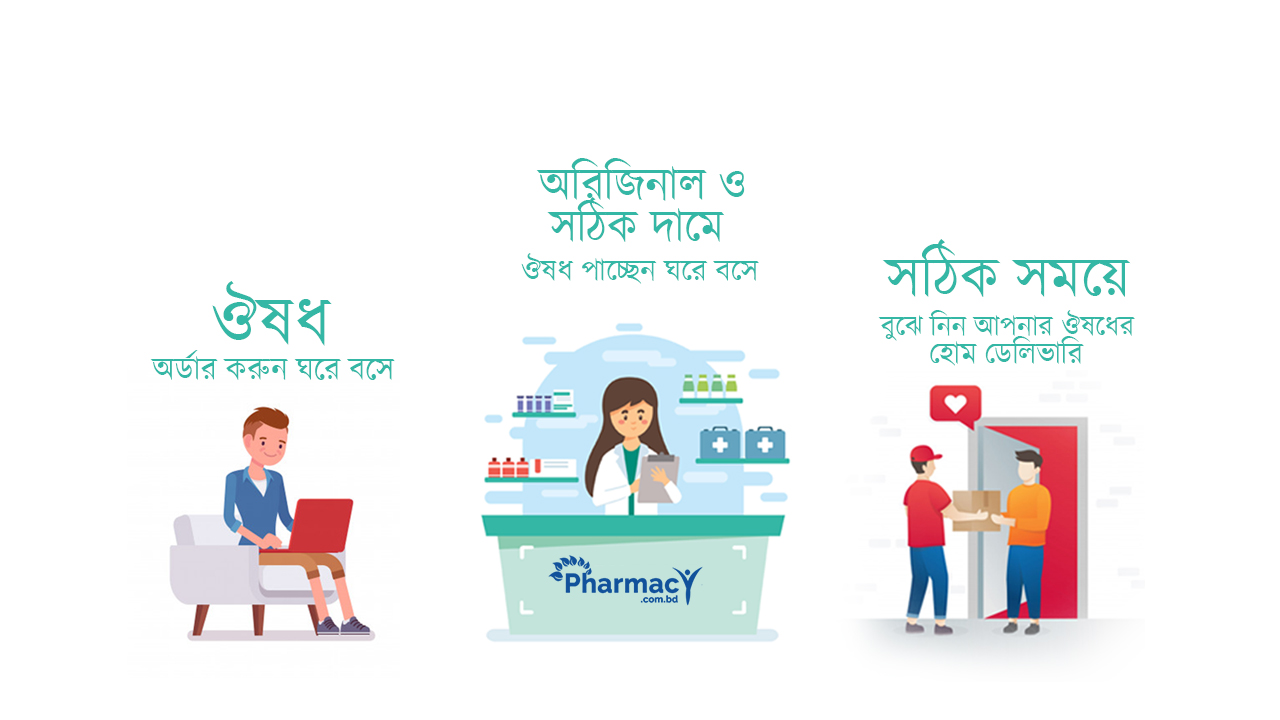 ঔষধ
অর্ডার করুন ঘরে বসে
অরিজিনাল ও
সঠিক দামে
ঔষধ পাচ্ছেন ঘরে বসে
Pharmacy
.com.bd
সঠিক সময়ে
বুঝে নিন আপনার ঔষধের
হোম ডেলিভারি